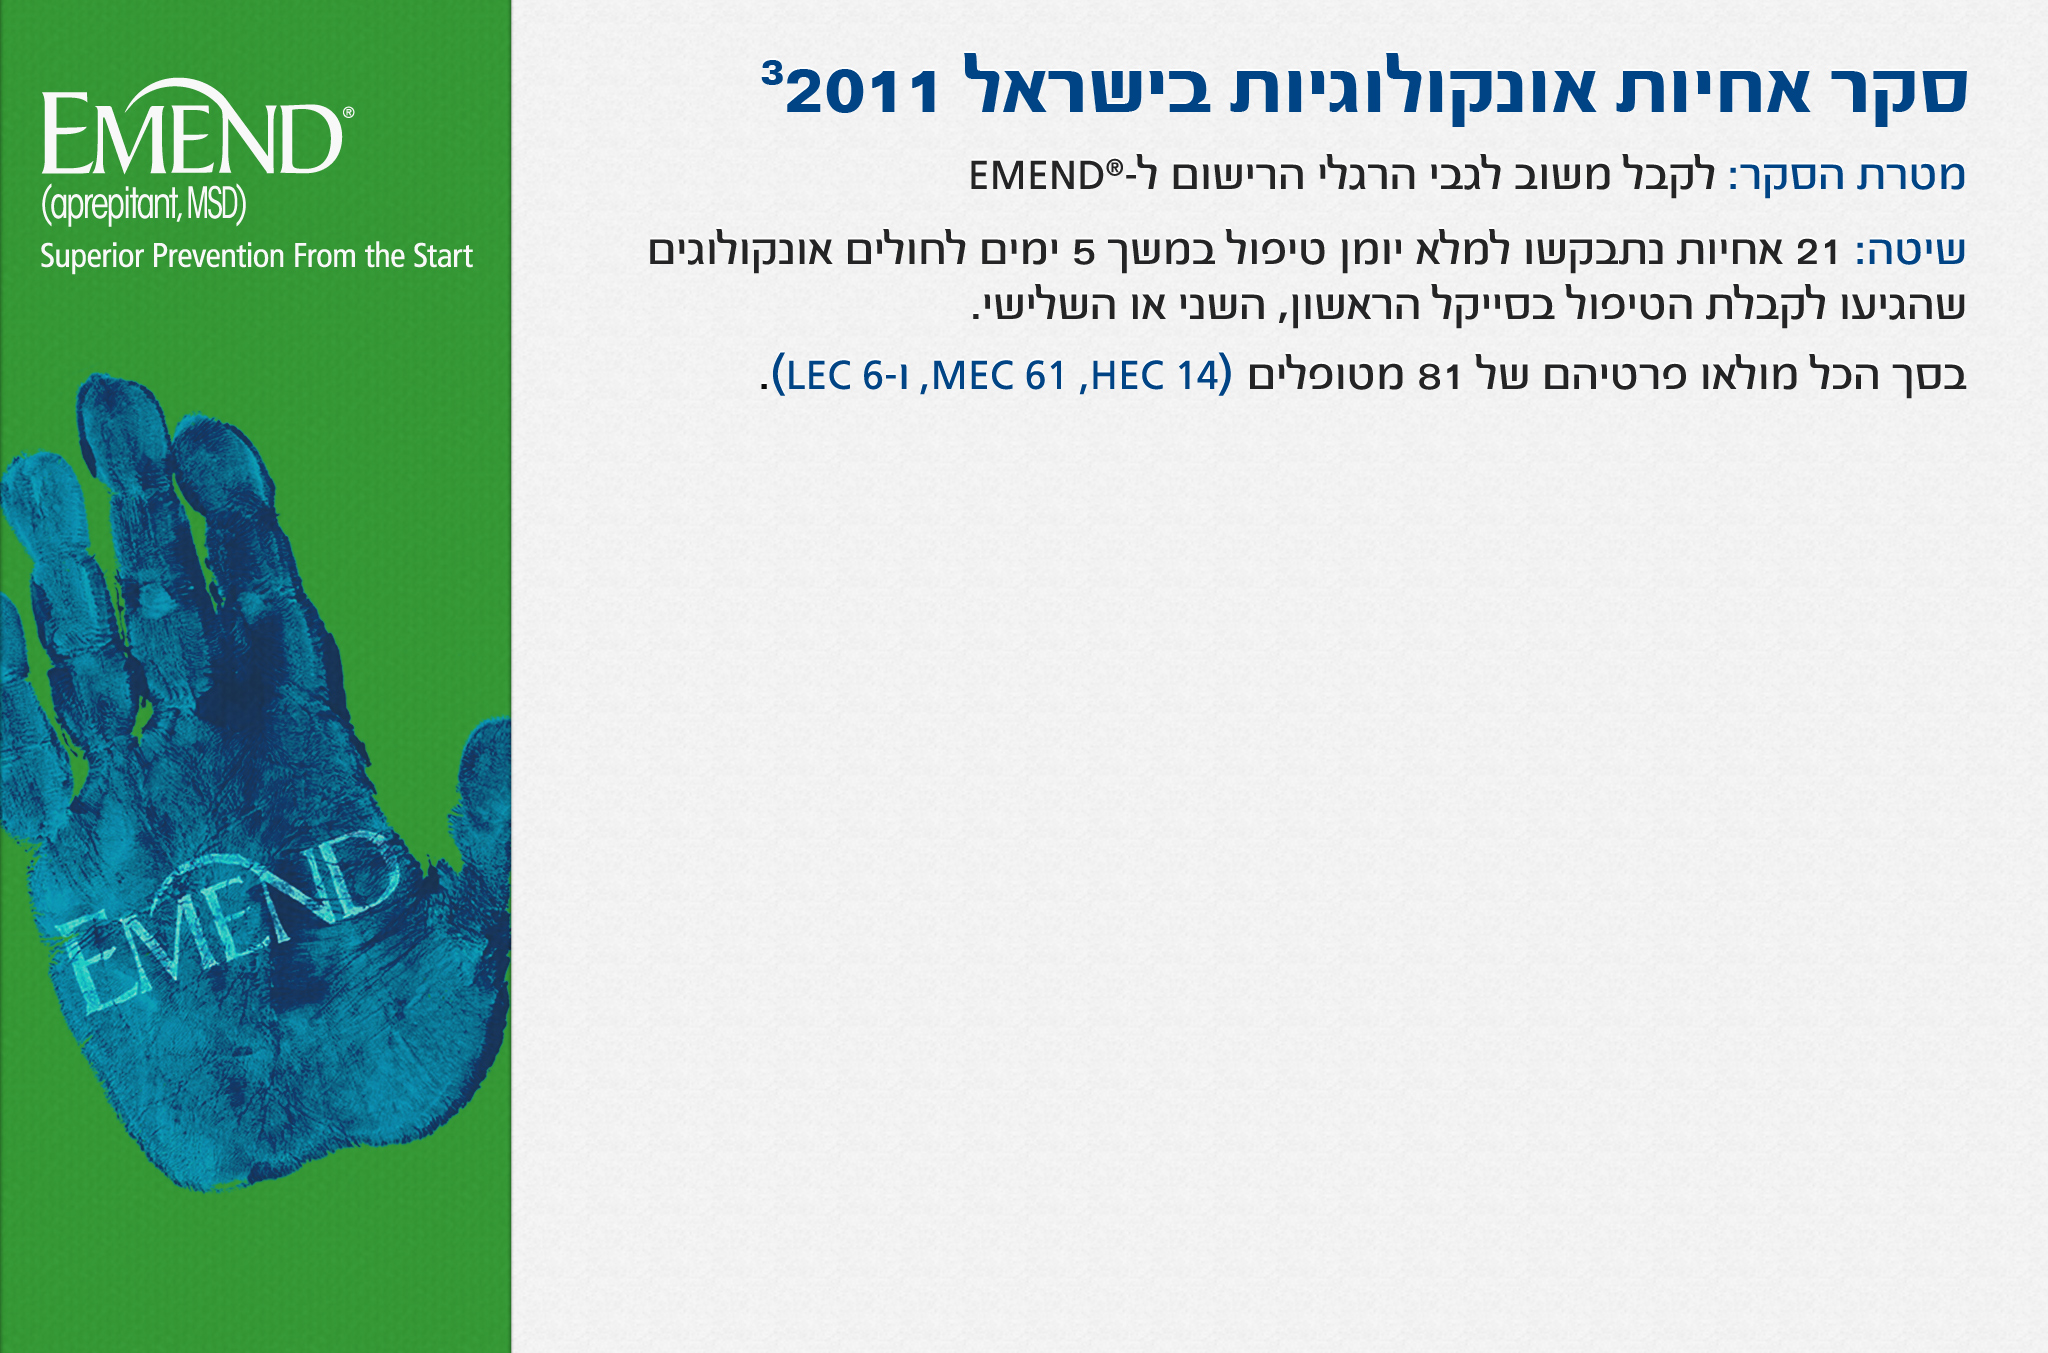 EMEND®
(aprepitant, MSD)
Superior Prevention From the Start
EMEND
סקר אחיות אונקולוגיות בישראל 2011³
מטרת הסקר: לקבל משוב לגבי הרגלי הרישום ל-EMEND®
שיטה: 21 אחיות נתבקשו למלא יומן טיפול במשך 5 ימים לחולים אונקולוגים
שהגיעו לקבלת הטיפול בסייקל הראשון, השני או השלישי.
בסך הכל מולאו פרטיהם של 81 מטופלים (HEC 14, MEC 61, ו-LEC 6).